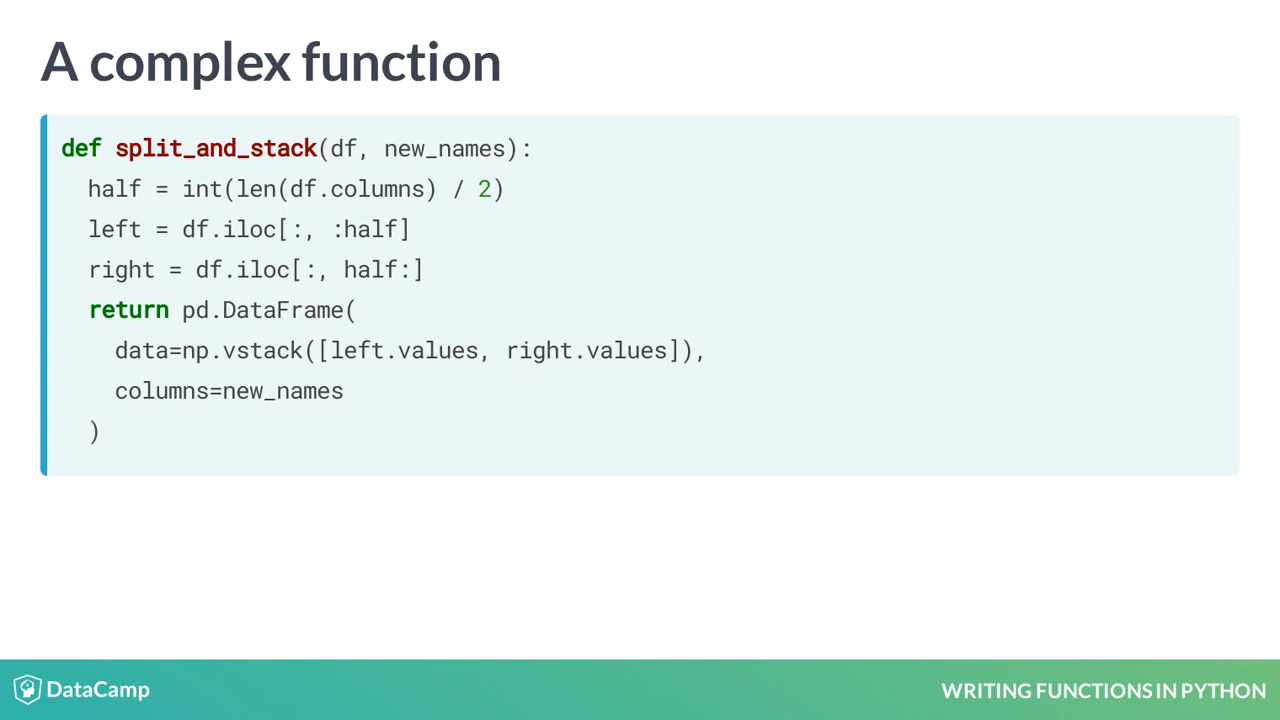 A complex function
def split_and_stack(df, new_names):
  half = int(len(df.columns) / 2)
  left = df.iloc[:, :half]
  right = df.iloc[:, half:]
  return pd.DataFrame(
    data=np.vstack([left.values, right.values]),
    columns=new_names
  )
DataCamp
WRITING FUNCTIONS IN PYTHON